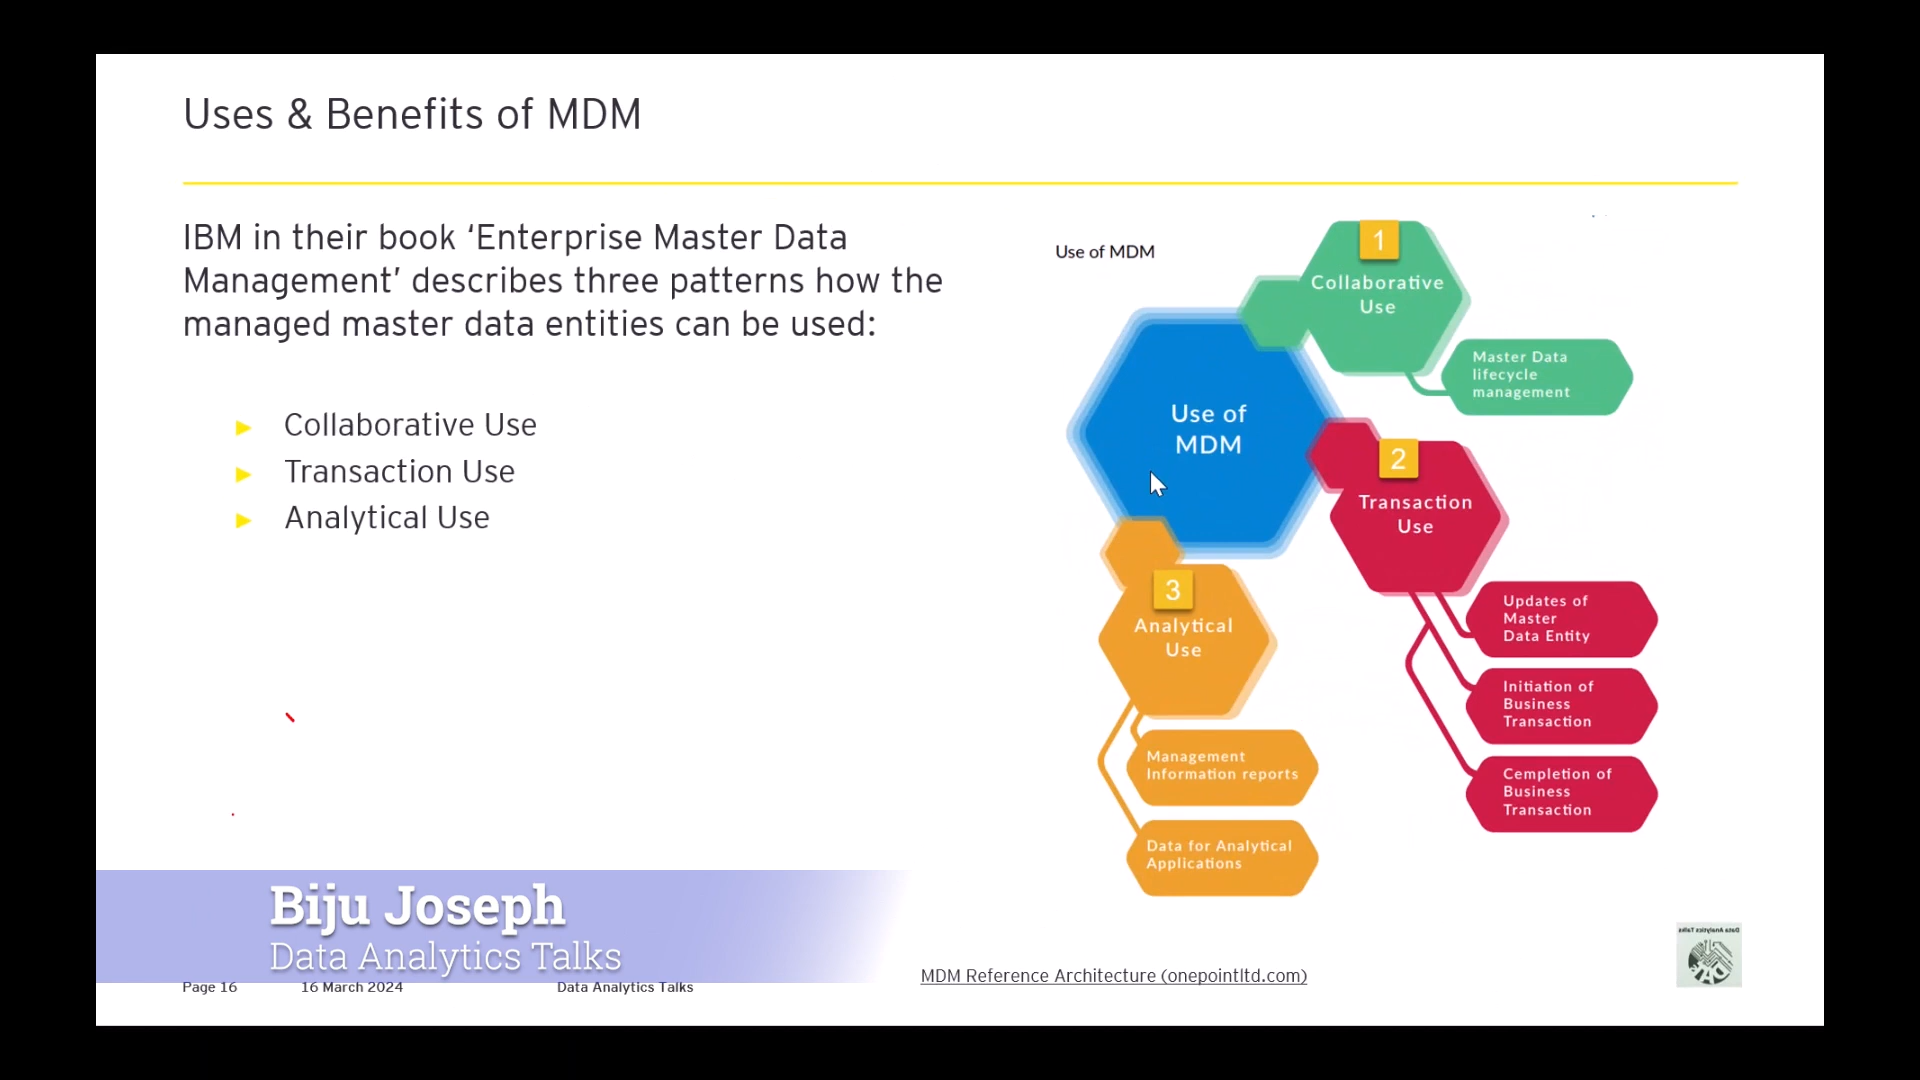 Uses & Benefits of MDM
IBM in their book ‘Enterprise Master Data
Management’ describes three patterns how the
managed master data entities can be used:
► Collaborative Use
► Transaction Use
► Analytical Use
Use of MDM
1
Collaborative
Use
Master Data
lifecycle
management
Use of
MDM
2
Transaction
Use
Updates of
Master
Data Entity
Initiation of
Business
Transaction
Cempletion of
Business
Transaction
3
Analytical
Use
Management
Information reports
Data for Analytical
Applications
Biju Joseph
Data Analytics Talks
Page 16 16 March 2024 Data Analytics Talks
MDM Reference Architecture (onepointltd.com)
Data Analytics Talks